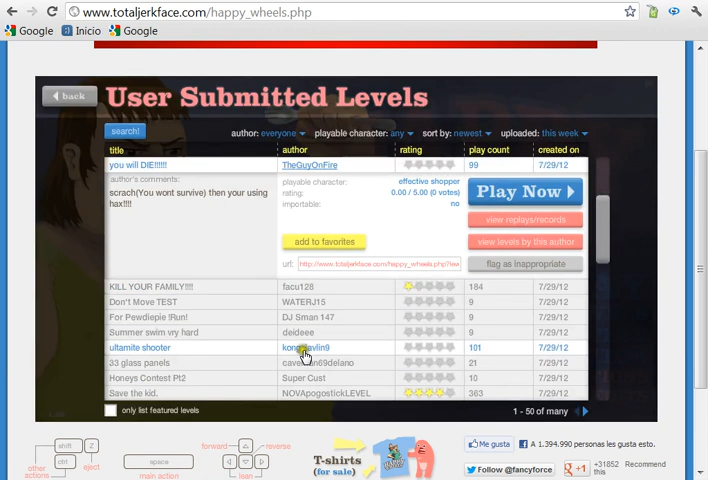 www.totaljerkface.com/happy_wheels.php
Google Inicio Google
back User Submitted Levels
search! author: everyone playable character: any sort by: newest uploaded: this week
title author rating play count created on
you will DIE!!!!!! TheGuyOnFire 99 7/29/12
author's comments:
scrach(You wont survive) then your using
hax!!!!
playable character: effective shopper
rating: 0.00 / 5.00 (0 votes)
importable: no
add to favorites
url: http://www.totaljerkface.com/happy_wheels.php?lev
Play Now
view replays/records
view levels by this author
flag as inappropriate
KILL YOUR FAMILY!!!! facu128 184 7/29/12
Don't Move TEST WATERJ15 9 7/29/12
For Pewdiepie !Run! DJ Sman 147 9 7/29/12
Summer swim vry hard deideee 9 7/29/12
ultamite shooter 101 7/29/12
33 glass panels 21 7/29/12
Honeys Contest Pt2 Super Cust 10 7/29/12
Save the kid. NOVApogostickLEVEL 363 7/29/12
only list featured levels 1 - 50 of many
shift Z
ctrl eject
other
actions
space
main action
forward reverse
lean
T-shirts
(for sale)
Me gusta A 1.394.990 personas les gusta esto.
Follow @fancyforce
+1 +31852 Recommend
this